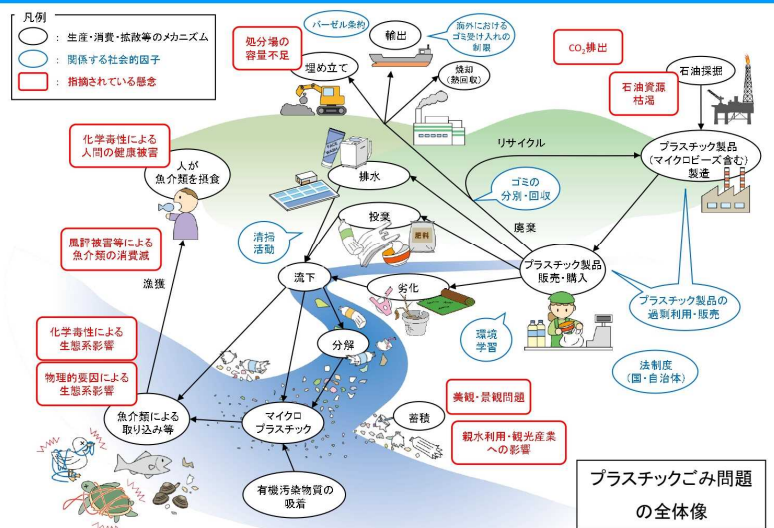 凡例
: 生産・消費・拡散等のメカニズム
: 関係する社会的因子
: 指摘されている懸念
処分場の
容量不足
バーゼル条約
輸出
海外における
ゴミ受け入れの
制限
埋め立て
焼却
(熱回収)
CO₂排出
石油資源
枯渇
石油採掘
化学毒性による
人間の健康被害
人が
魚介類を摂食
排水
リサイクル
プラスチック製品
(マイクロビーズ含む)
製造
ゴミの
分別・回収
投棄
肥料
廃棄
風評被害等による
魚介類の消費減
清掃
活動
漁獲
流下
劣化
プラスチック製品
販売・購入
プラスチック製品の
過剰利用・販売
環境
学習
化学毒性による
生態系影響
分解
法制度
(国・自治体)
物理的要因による
生態系影響
魚介類による
取り込み等
マイクロ
プラスチック
蓄積
美観・景観問題
親水利用・観光産業
への影響
有機汚染物質の
吸着
プラスチックごみ問題
の全体像